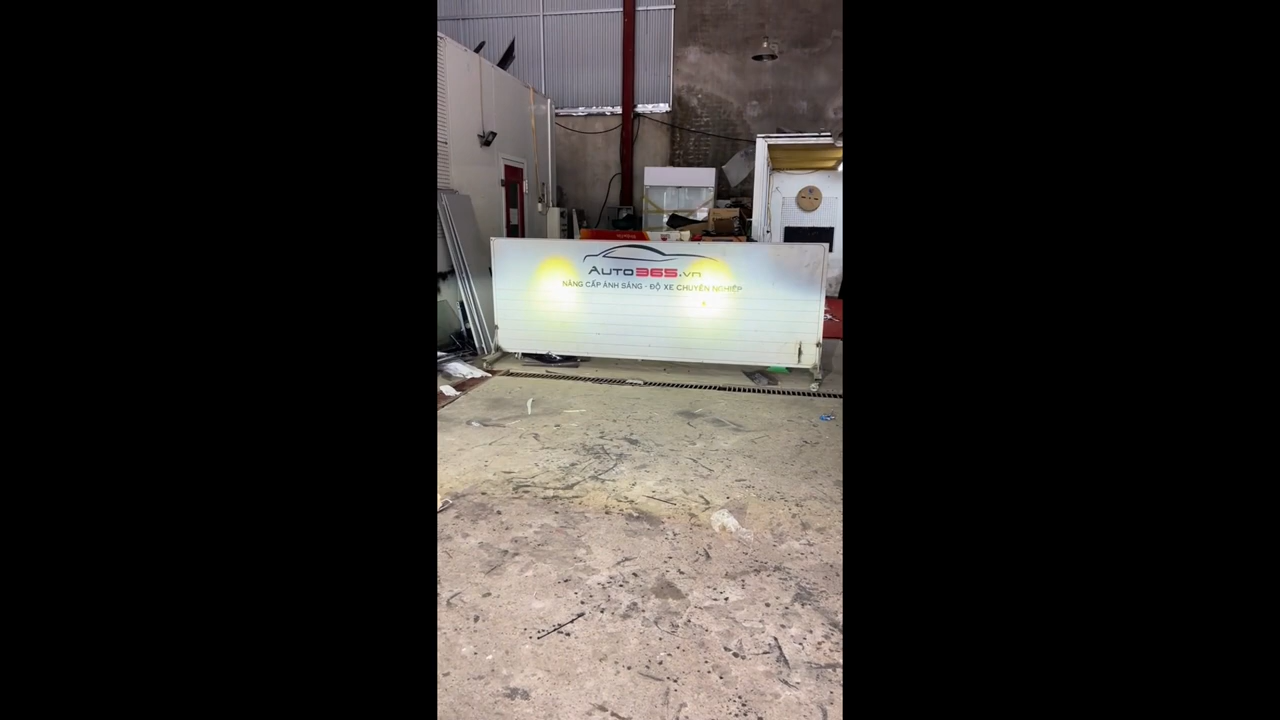 AUTO365.vn
NÂNG CẤP ÁNH SÁNG - ĐỘ XE CHUYÊN NGHIỆP